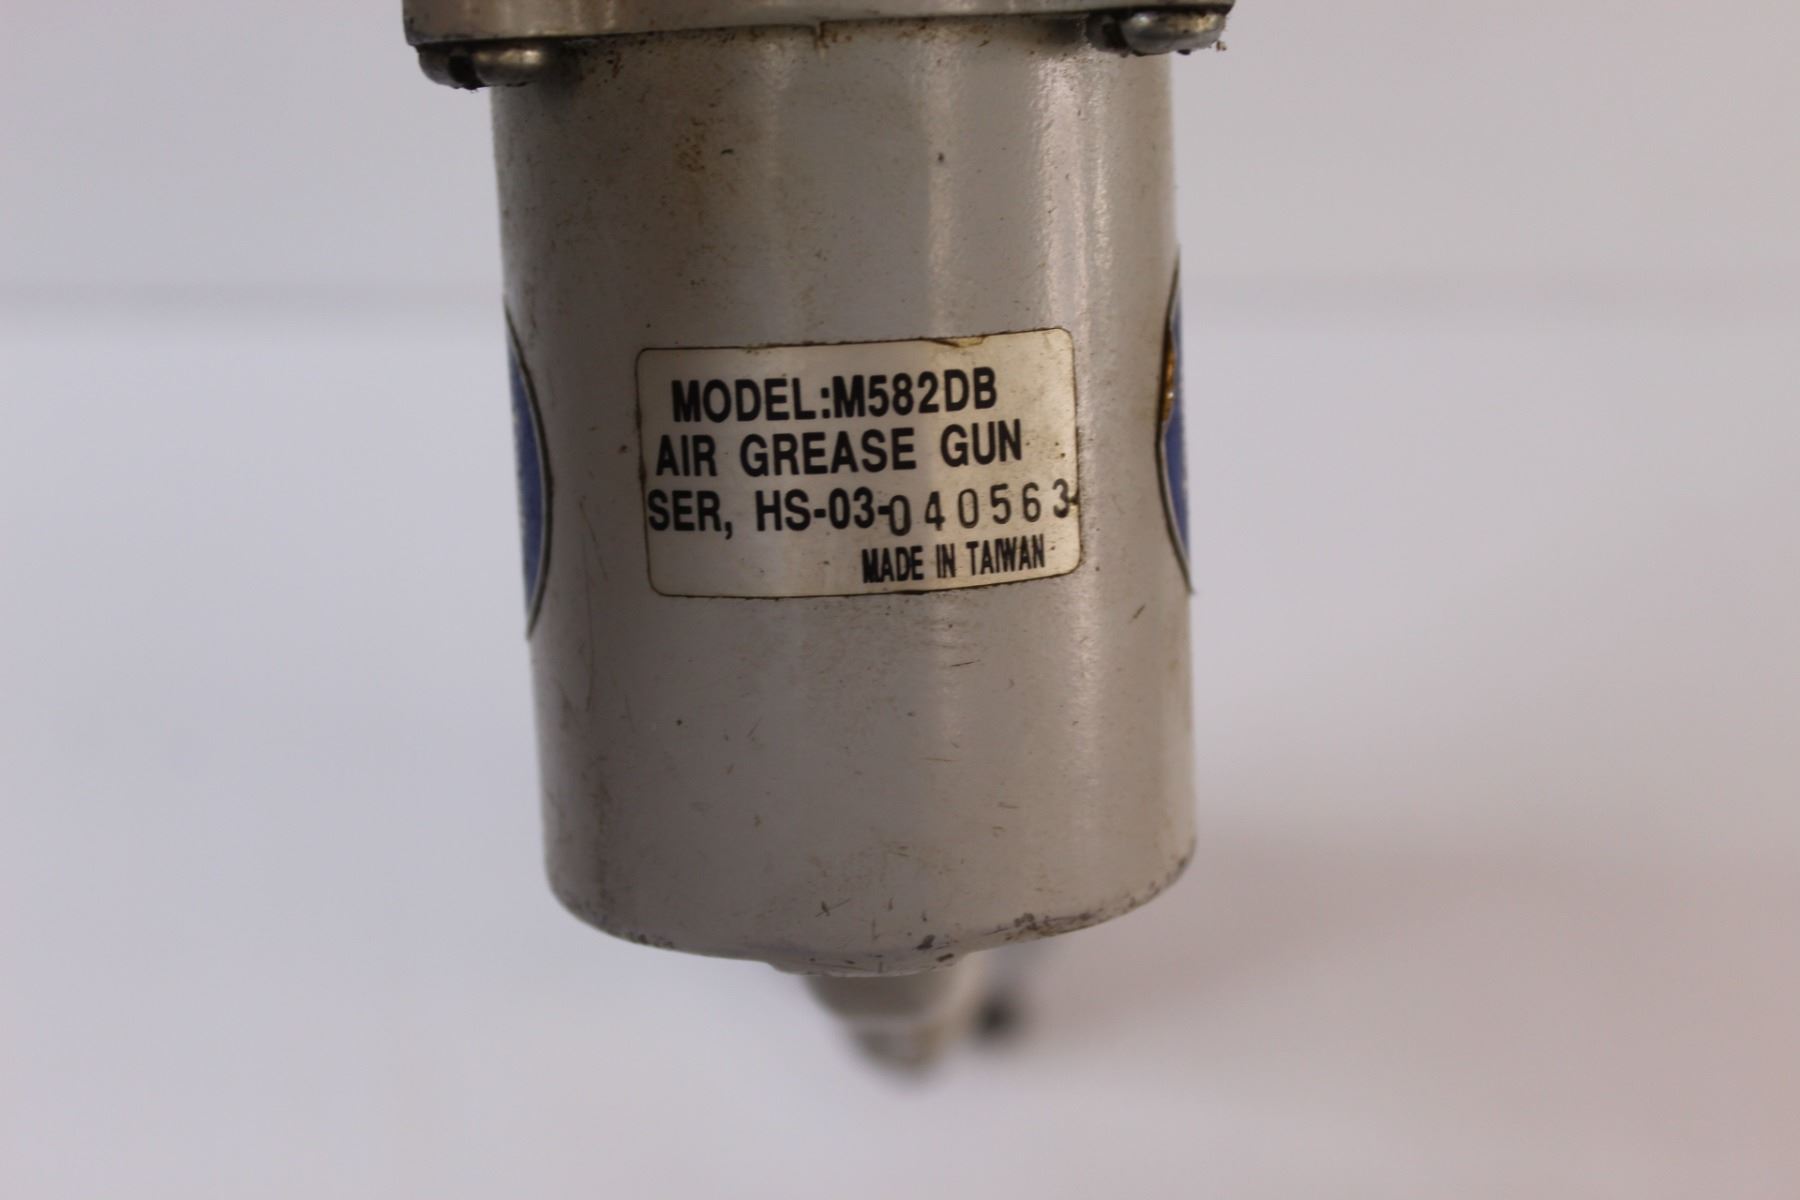 MODEL:M582DB
AIR GREASE GUN
SER, HS-03-040563
MADE IN TAIWAN